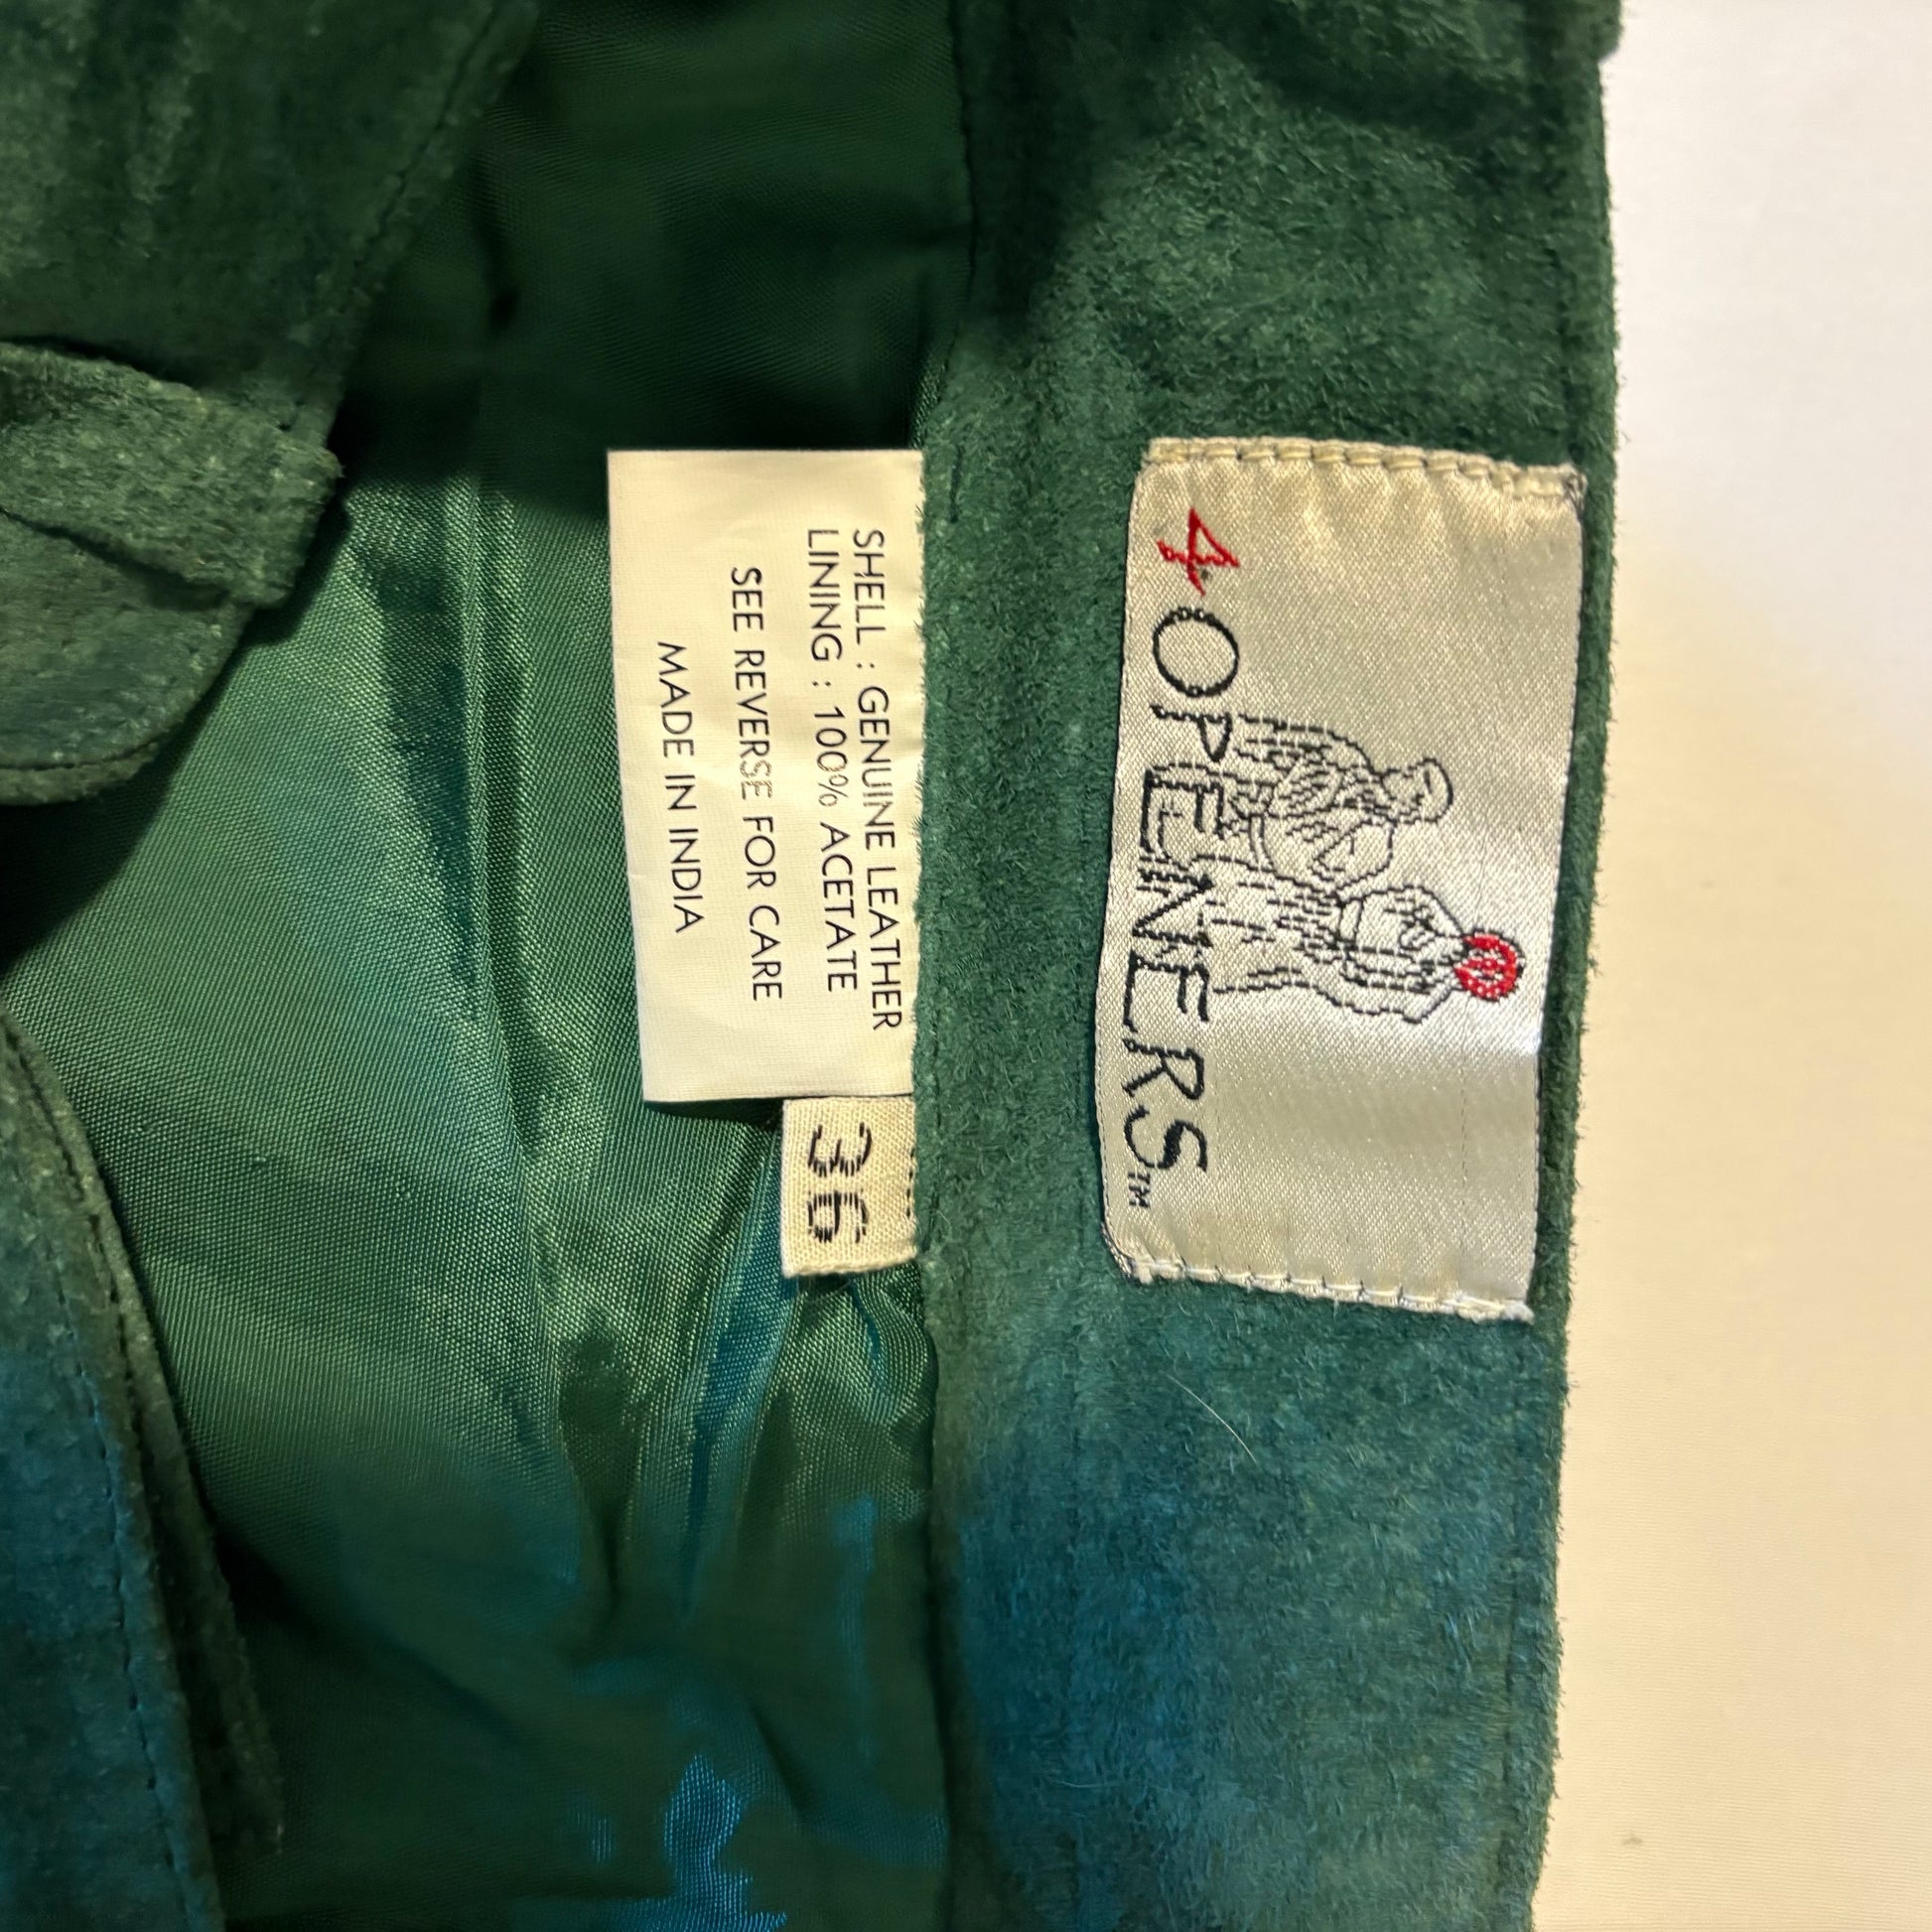 4 OPENERS™
SHELL : GENUINE LEATHER
LINING : 100% ACETATE
SEE REVERSE FOR CARE
MADE IN INDIA
36